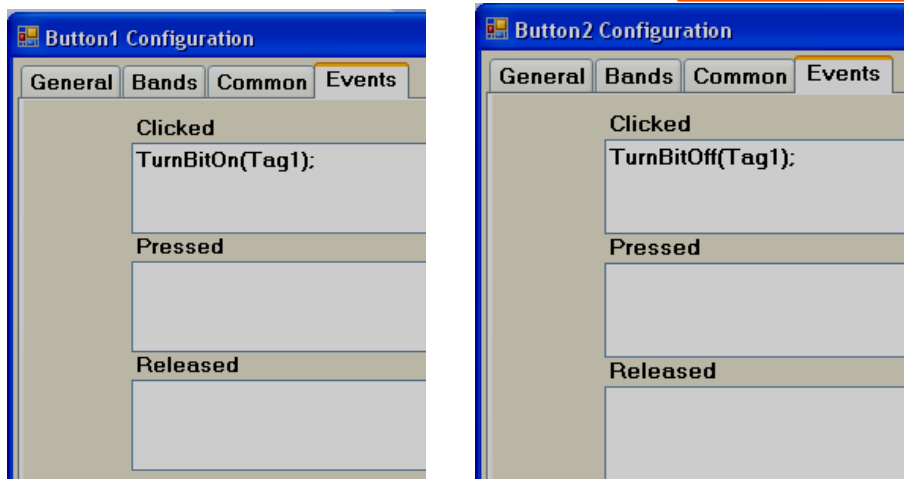 Button1 Configuration
General Bands Common Events
Clicked
TurnBitOn(Tag1);
Pressed
Released
Button2 Configuration
General Bands Common Events
Clicked
TurnBitOff(Tag1);
Pressed
Released